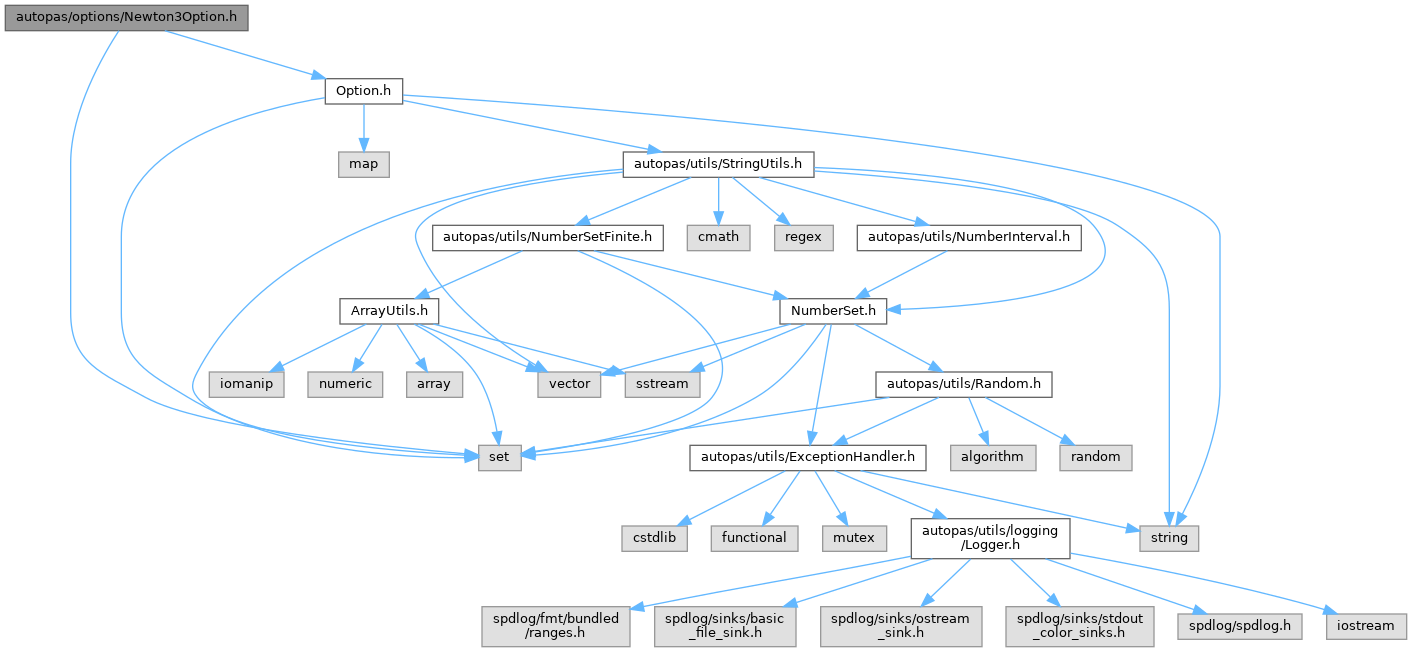 autopas/options/Newton3Option.h
Option.h
map
autopas/utils/StringUtils.h
autopas/utils/NumberSetFinite.h
cmath
regex
autopas/utils/NumberInterval.h
ArrayUtils.h
NumberSet.h
iomanip
numeric
array
vector
sstream
autopas/utils/Random.h
set
autopas/utils/ExceptionHandler.h
algorithm
random
cstdlib
functional
mutex
autopas/utils/logging
/Logger.h
string
spdlog/fmt/bundled
/ranges.h
spdlog/sinks/basic
_file_sink.h
spdlog/sinks/ostream
_sink.h
spdlog/sinks/stdout
_color_sinks.h
spdlog/spdlog.h
iostream